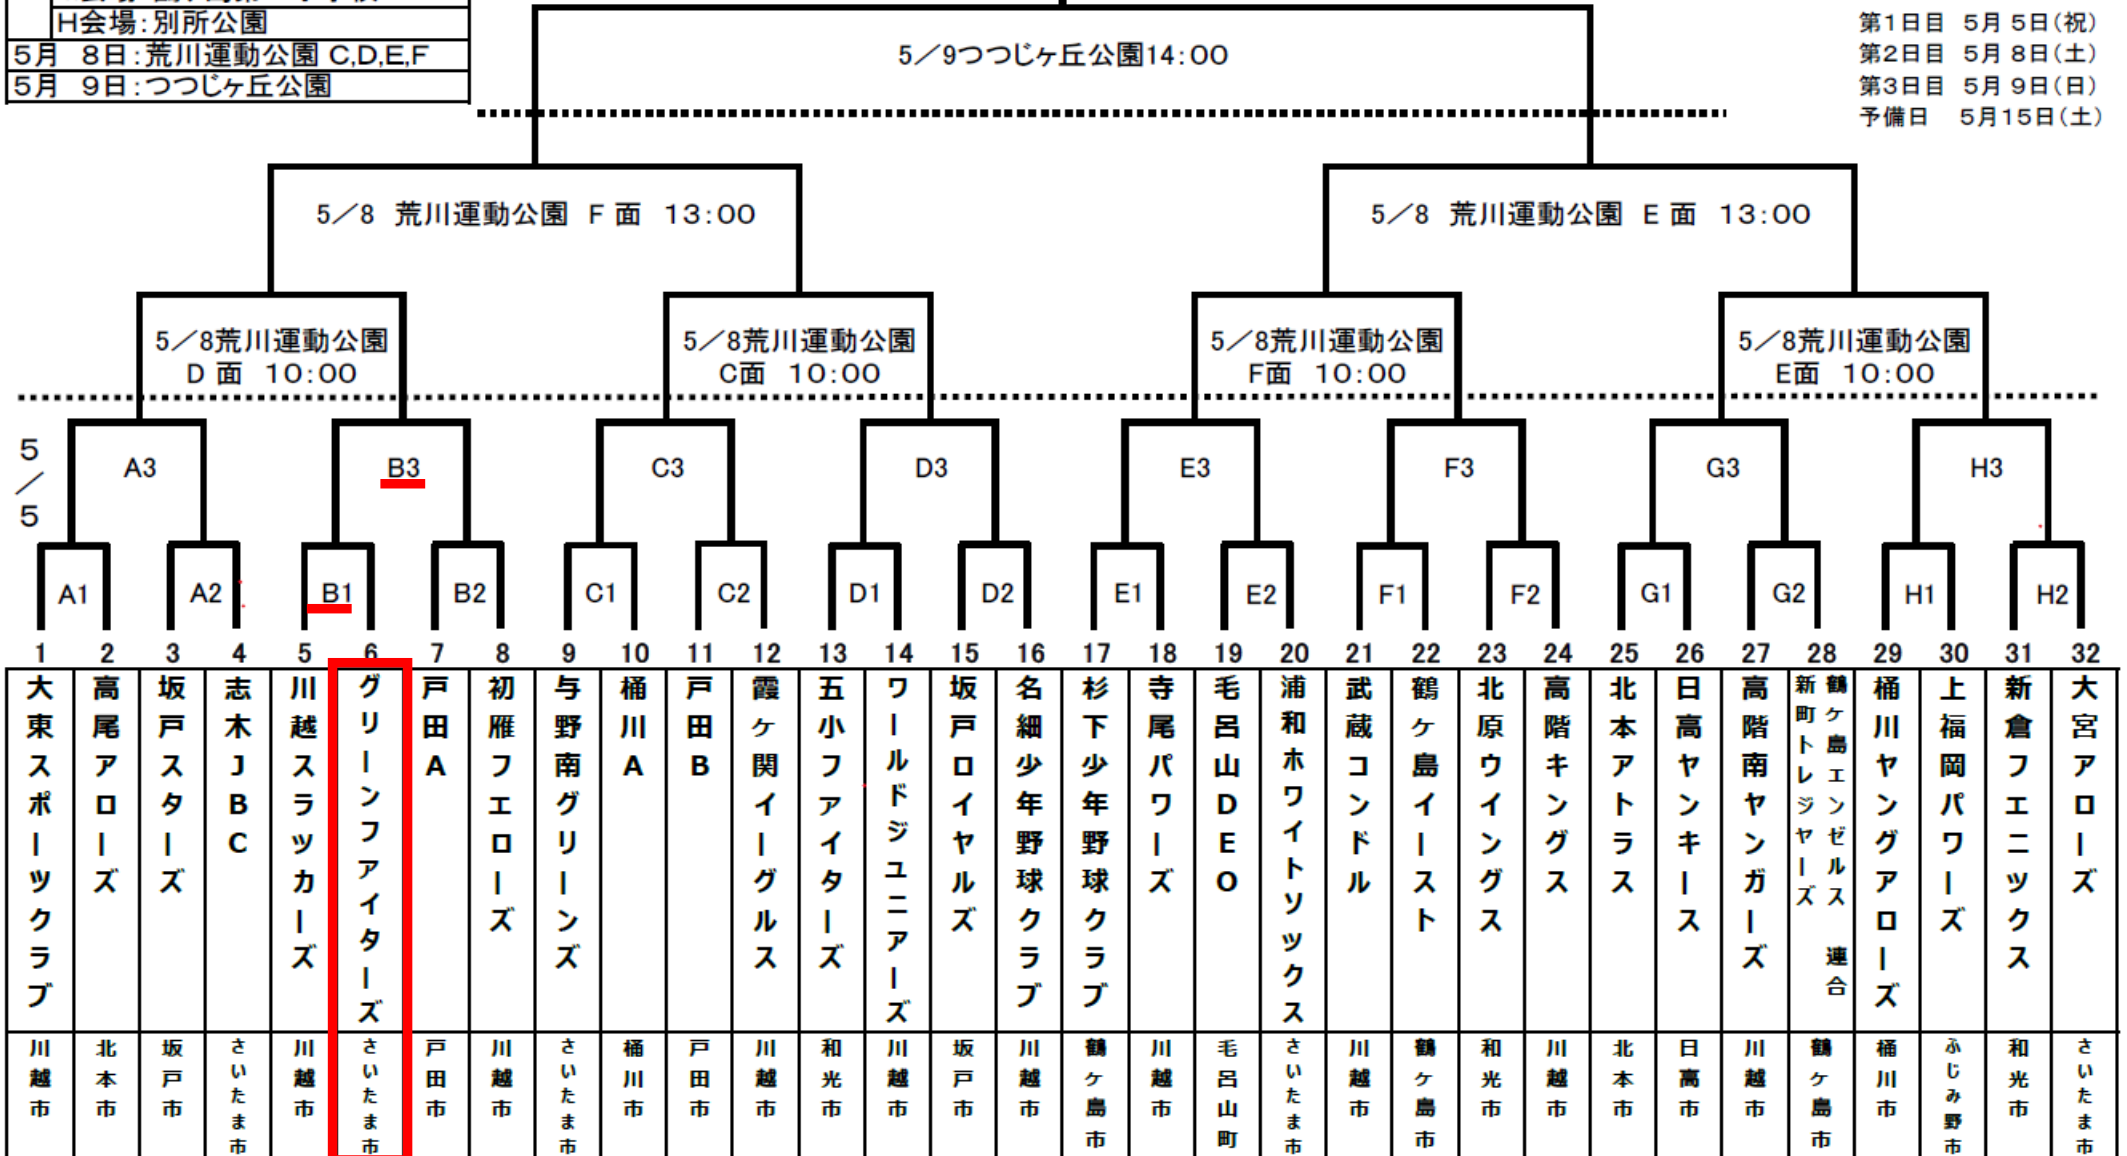 H会場:別所公園
5月 8日:荒川運動公園 C,D,E,F
5月 9日:つつじヶ丘公園
第1日目 5月 5日(祝)
第2日目 5月 8日(土)
第3日目 5月 9日(日)
予備日 5月15日(土)
5/9つつじヶ丘公園14:00
5/8 荒川運動公園 F 面 13:00
5/8 荒川運動公園 E 面 13:00
5/8荒川運動公園
D 面 10:00
5/8荒川運動公園
C面 10:00
5/8荒川運動公園
F面 10:00
5/8荒川運動公園
E面 10:00
5/5
A3 B3 C3 D3 E3 F3 G3 H3
A1 A2 B1 B2 C1 C2 D1 D2 E1 E2 F1 F2 G1 G2 H1 H2
1 2 3 4 5 6 7 8 9 10 11 12 13 14 15 16 17 18 19 20 21 22 23 24 25 26 27 28 29 30 31 32
大東スポーツクラブ
高尾アローズ
坂戸スターズ
志木JBC
川越スラッカーズ
グリーンファイターズ
戸田A
初雁フエローズ
与野南グリーンズ
桶川A
戸田B
霞ヶ関イーグルス
五小ファイターズ
ワールドジュニアーズ
坂戸ロイヤルズ
名細少年野球クラブ
杉下少年野球クラブ
寺尾パワーズ
毛呂山DEO
浦和ホワイトソックス
武蔵コンドル
鶴ヶ島イースト
北原ウイングス
高階キングス
北本アトラス
日高ヤンキース
高階南ヤンガーズ
鶴ヶ島エンゼルス 連合
新町トレジャーズ
桶川ヤングアローズ
上福岡パワーズ
新倉フエニックス
大宮アローズ
川越市
北本市
坂戸市
さいたま市
川越市
さいたま市
戸田市
川越市
さいたま市
桶川市
戸田市
川越市
和光市
川越市
坂戸市
川越市
鶴ヶ島市
川越市
毛呂山町
さいたま市
川越市
鶴ヶ島市
和光市
川越市
北本市
日高市
川越市
鶴ヶ島市
桶川市
ふじみ野市
和光市
さいたま市